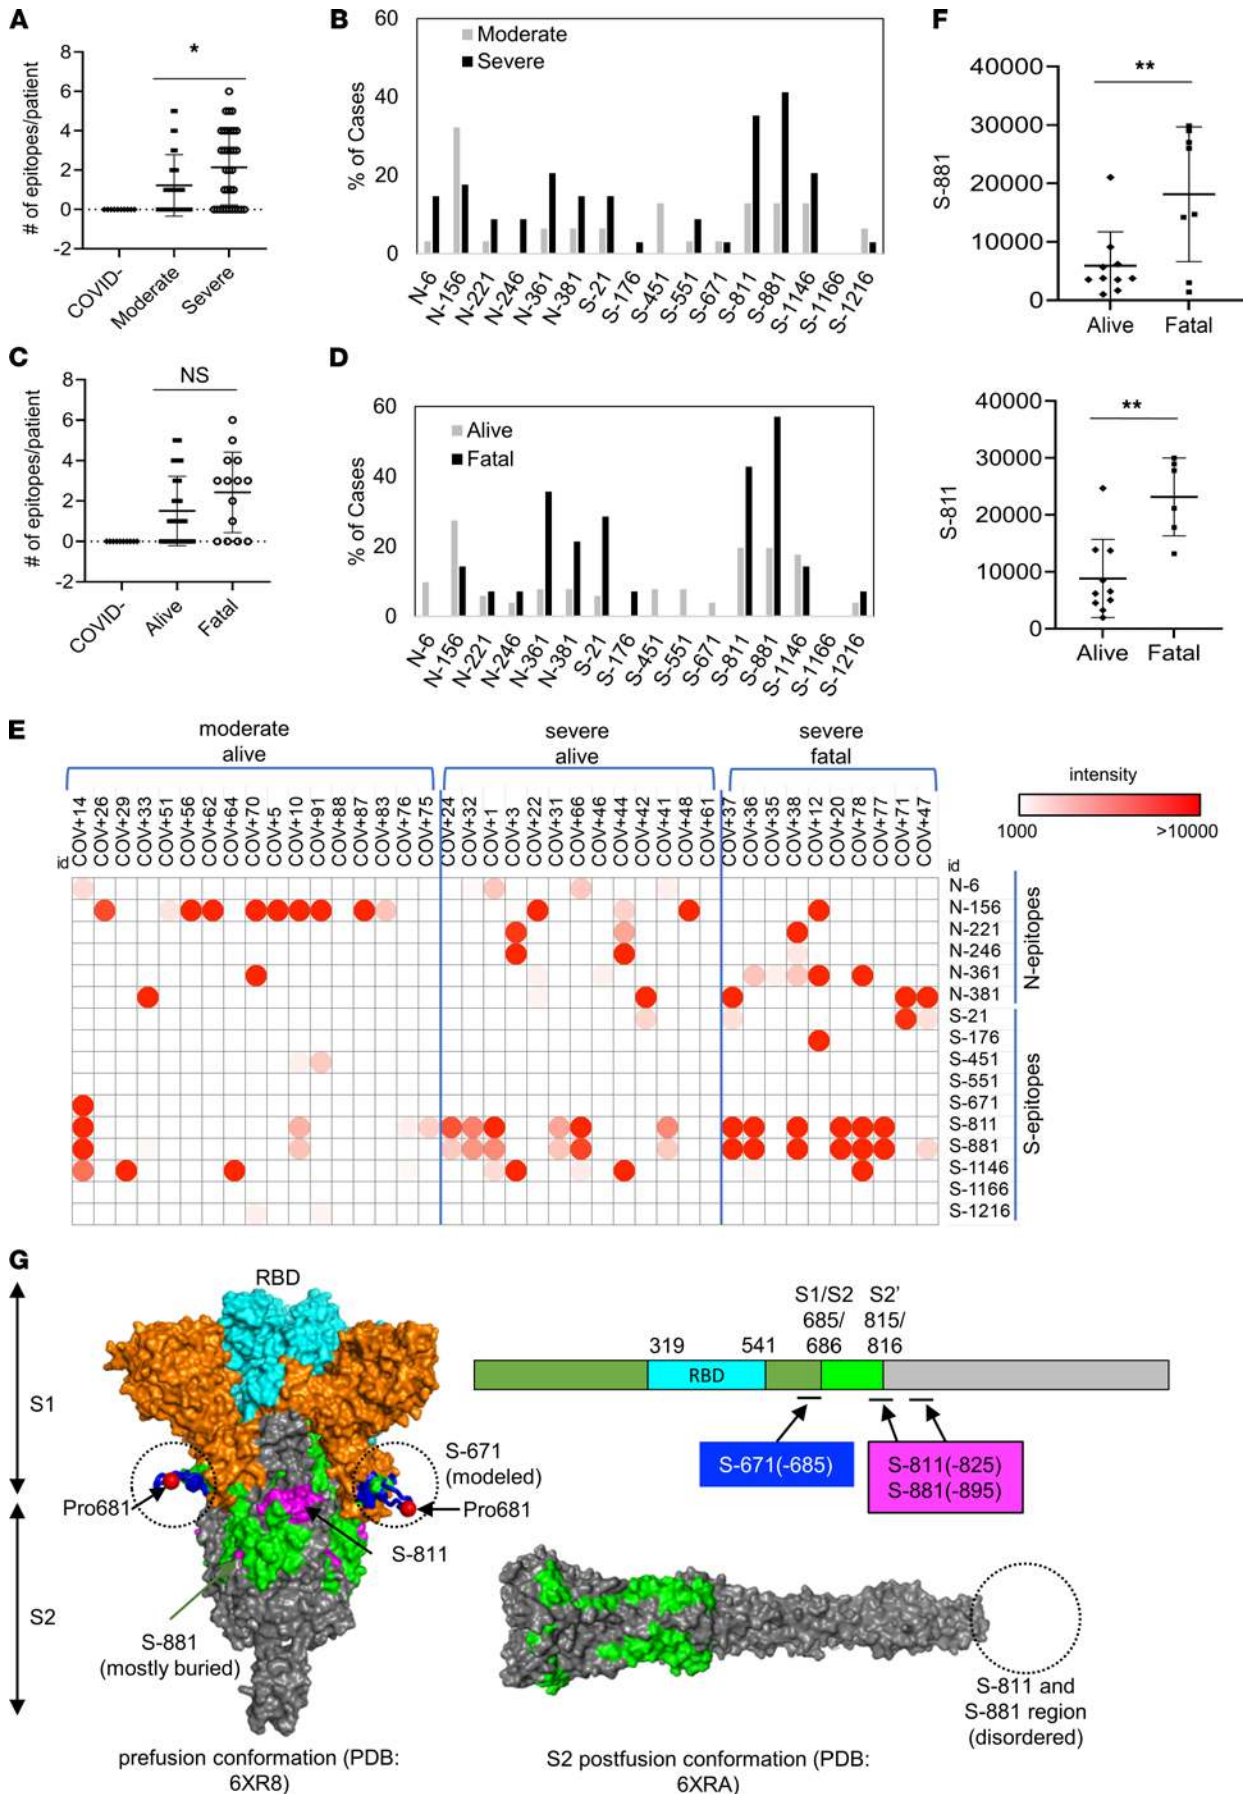 A
# of epitopes/patient
8
6
4
2
0
-2
*
COVID-
Moderate
Severe
B
% of Cases
60
40
20
0
Moderate
Severe
N-6
N-156
N-221
N-246
N-361
N-381
S-21
S-176
S-451
S-551
S-671
S-811
S-881
S-1146
S-1166
S-1216
F
S-881
40000
30000
20000
10000
0
**
Alive
Fatal
C
# of epitopes/patient
8
6
4
2
0
-2
NS
COVID-
Alive
Fatal
D
% of Cases
60
40
20
0
Alive
Fatal
N-6
N-156
N-221
N-246
N-361
N-381
S-21
S-176
S-451
S-551
S-671
S-811
S-881
S-1146
S-1166
S-1216
S-811
40000
30000
20000
10000
0
**
Alive
Fatal
E
moderate
alive
severe
alive
severe
fatal
intensity
1000
>10000
id
COV+14
COV+26
COV+29
COV+33
COV+51
COV+56
COV+62
COV+64
COV+70
COV+5
COV+10
COV+91
COV+88
COV+87
COV+83
COV+76
COV+75
COV+24
COV+32
COV+1
COV+3
COV+22
COV+66
COV+46
COV+44
COV+42
COV+48
COV+61
COV+37
COV+36
COV+35
COV+38
COV+12
COV+20
COV+78
COV+77
COV+71
COV+47
id
N-6
N-156
N-221
N-246
N-361
N-381
S-21
S-176
S-451
S-551
S-671
S-811
S-881
S-1146
S-1166
S-1216
N-epitopes
S-epitopes
G
RBD
S1
S2
Pro681
S-671
(modeled)
Pro681
S-811
S-881
(mostly buried)
prefusion conformation (PDB:
6XR8)
S1/S2
685/
686
S2'
815/
816
319
541
RBD
S-671(-685)
S-811(-825)
S-881(-895)
S-811 and
S-881 region
(disordered)
S2 postfusion conformation (PDB:
6XRA)